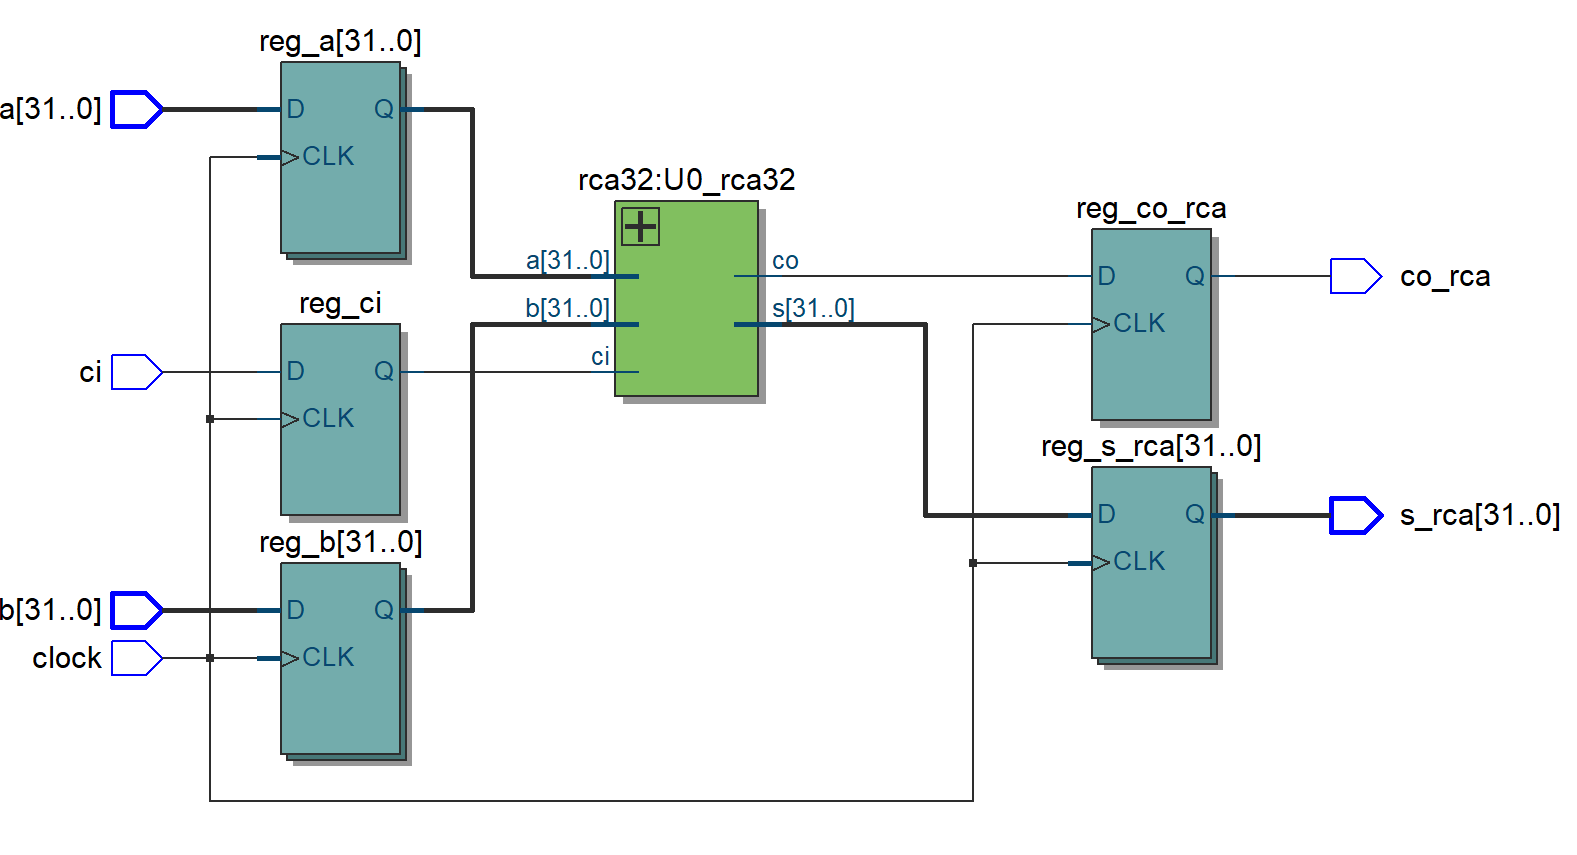 reg_a[31..0]
a[31..0]
D
Q
CLK
rca32:U0_rca32
a[31..0]
b[31..0]
ci
co
s[31..0]
reg_ci
ci
D
Q
CLK
reg_b[31..0]
b[31..0]
D
Q
clock
CLK
reg_co_rca
D
Q
CLK
co_rca
reg_s_rca[31..0]
D
Q
CLK
s_rca[31..0]